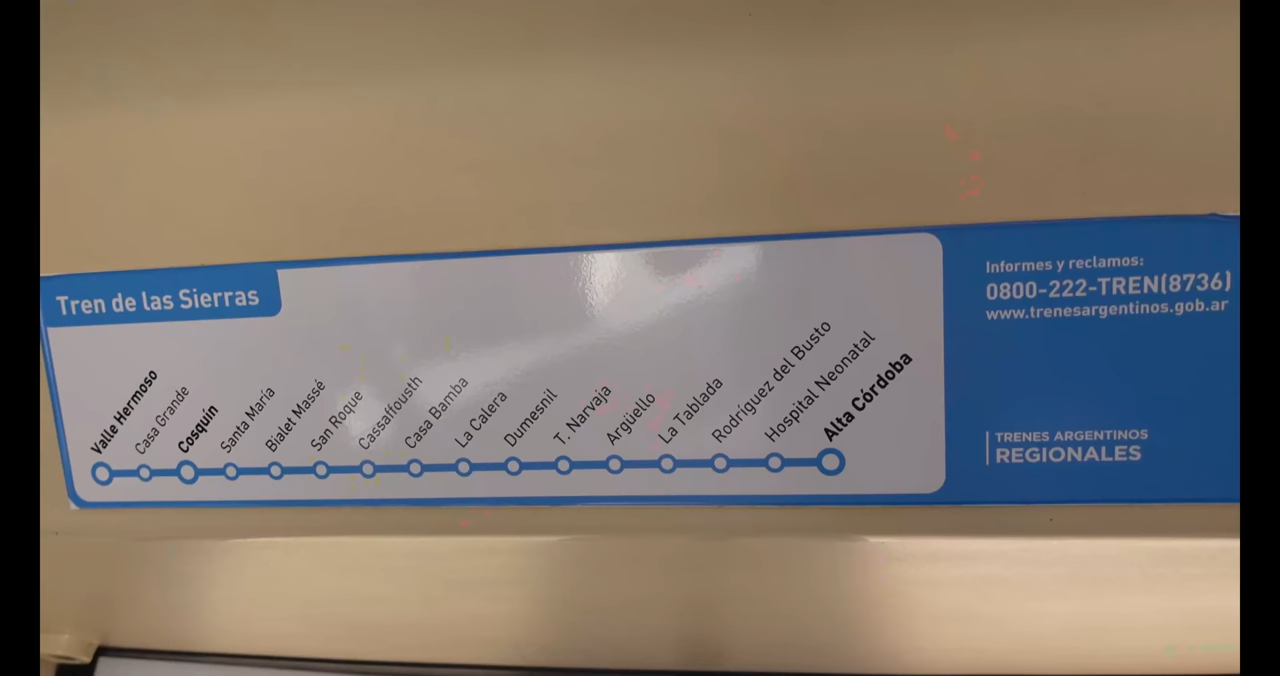 Tren de las Sierras
Valle Hermoso
Casa Grande
Cosquín
Santa María
Bialet Massé
San Roque
Cassaffousth
Casa Bamba
La Calera
Dumesnil
T. Narvaja
Argüello
La Tablada
Rodríguez del Busto
Hospital Neonatal
Alta Córdoba
Informes y reclamos:
0800-222-TREN(8736)
www.trenesargentinos.gob.ar
TRENES ARGENTINOS
REGIONALES